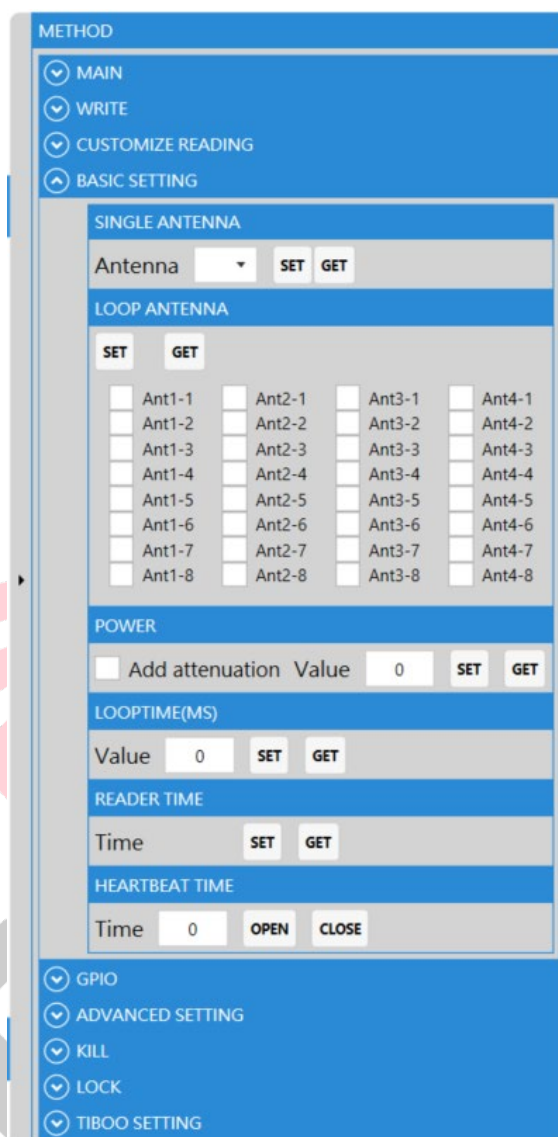 METHOD
MAIN
WRITE
CUSTOMIZE READING
BASIC SETTING
SINGLE ANTENNA
Antenna SET GET
LOOP ANTENNA
SET GET
Ant1-1 Ant2-1 Ant3-1 Ant4-1
Ant1-2 Ant2-2 Ant3-2 Ant4-2
Ant1-3 Ant2-3 Ant3-3 Ant4-3
Ant1-4 Ant2-4 Ant3-4 Ant4-4
Ant1-5 Ant2-5 Ant3-5 Ant4-5
Ant1-6 Ant2-6 Ant3-6 Ant4-6
Ant1-7 Ant2-7 Ant3-7 Ant4-7
Ant1-8 Ant2-8 Ant3-8 Ant4-8
POWER
Add attenuation Value 0 SET GET
LOOPTIME(MS)
Value 0 SET GET
READER TIME
Time SET GET
HEARTBEAT TIME
Time 0 OPEN CLOSE
GPIO
ADVANCED SETTING
KILL
LOCK
TIBOO SETTING